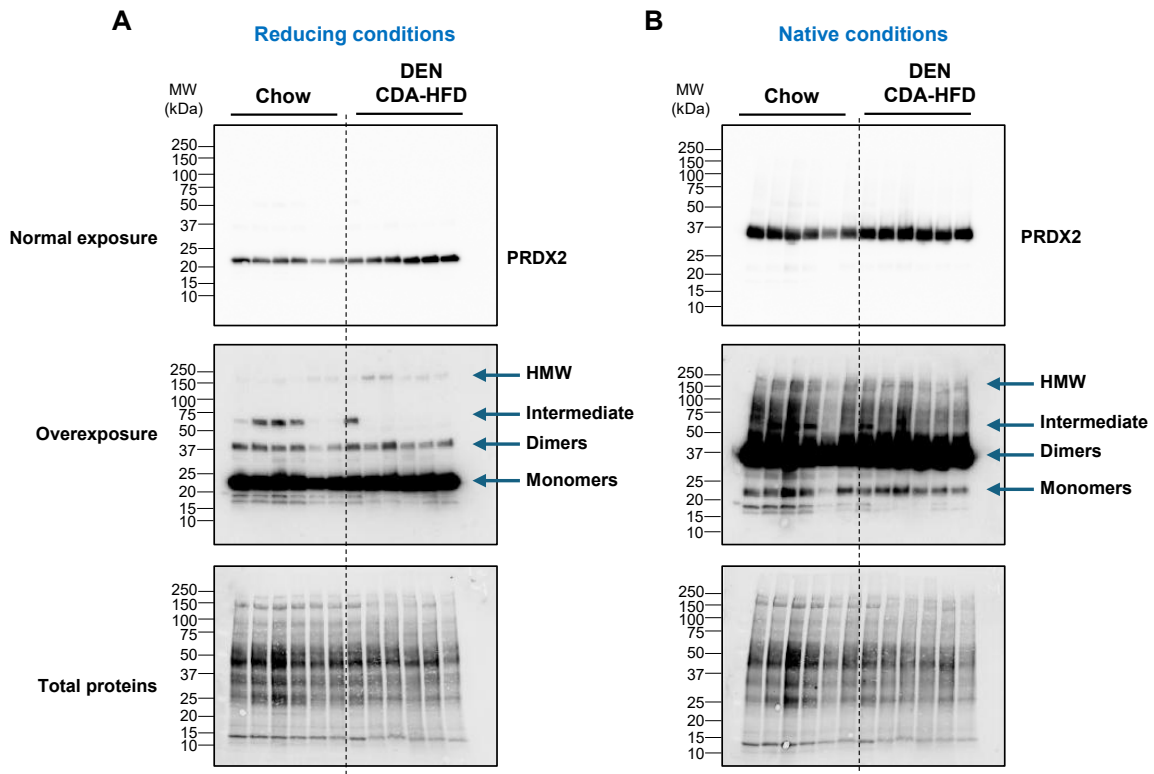 A
Reducing conditions
MW
(kDa)
Chow
DEN
CDA-HFD
Normal exposure
250
150
100
75
50
37
25
20
15
10
PRDX2
Overexposure
250
150
100
75
50
37
25
20
15
10
HMW
Intermediate
Dimers
Monomers
Total proteins
250
150
100
75
50
37
25
20
15
10
B
Native conditions
MW
(kDa)
Chow
DEN
CDA-HFD
250
150
100
75
50
37
25
20
15
10
PRDX2
250
150
100
75
50
37
25
20
15
10
HMW
Intermediate
Dimers
Monomers
250
150
100
75
50
37
25
20
15
10